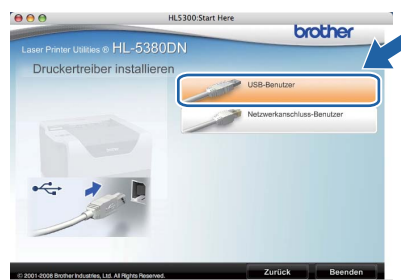 HL5300:Start Here
brother
Laser Printer Utilities ® HL-5380DN
Druckertreiber installieren
USB-Benutzer
Netzwerkanschluss-Benutzer
© 2001-2008 Brother Industries, Ltd. All Rights Reserved.
Zurück
Beenden